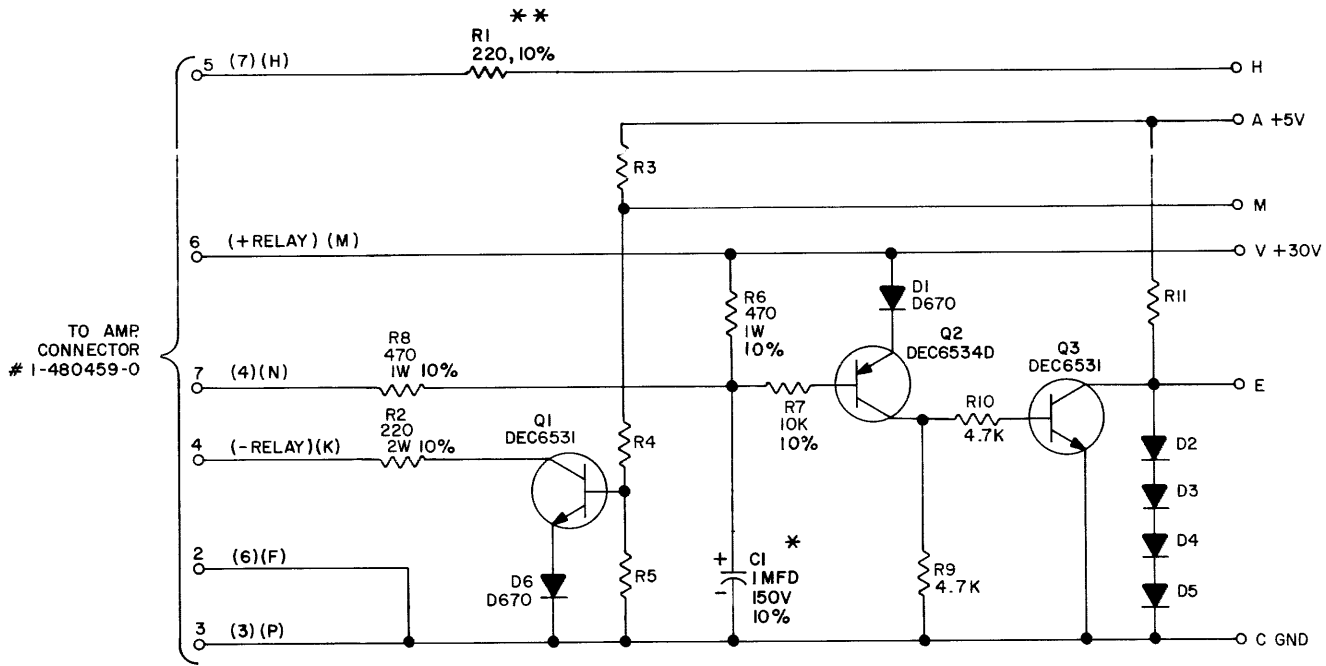 **
R1
220, 10%
5 (7)(H)
H
A +5V
R3
M
6 (+RELAY) (M)
V +30V
D1
D670
R6
470
1W
10%
R11
TO AMP.
CONNECTOR
# 1-480459-0
R8
470
1W 10%
Q2
DEC6534D
Q3
DEC6531
7 (4)(N)
E
R7
10K
10%
R10
4.7K
R2
220
2W 10%
Q1
DEC6531
4 (-RELAY)(K)
R4
D2
D3
D4
D5
*
+
-
C1
1MFD
150V
10%
2 (6)(F)
D6
D670
R5
R9
4.7K
3 (3)(P)
C GND